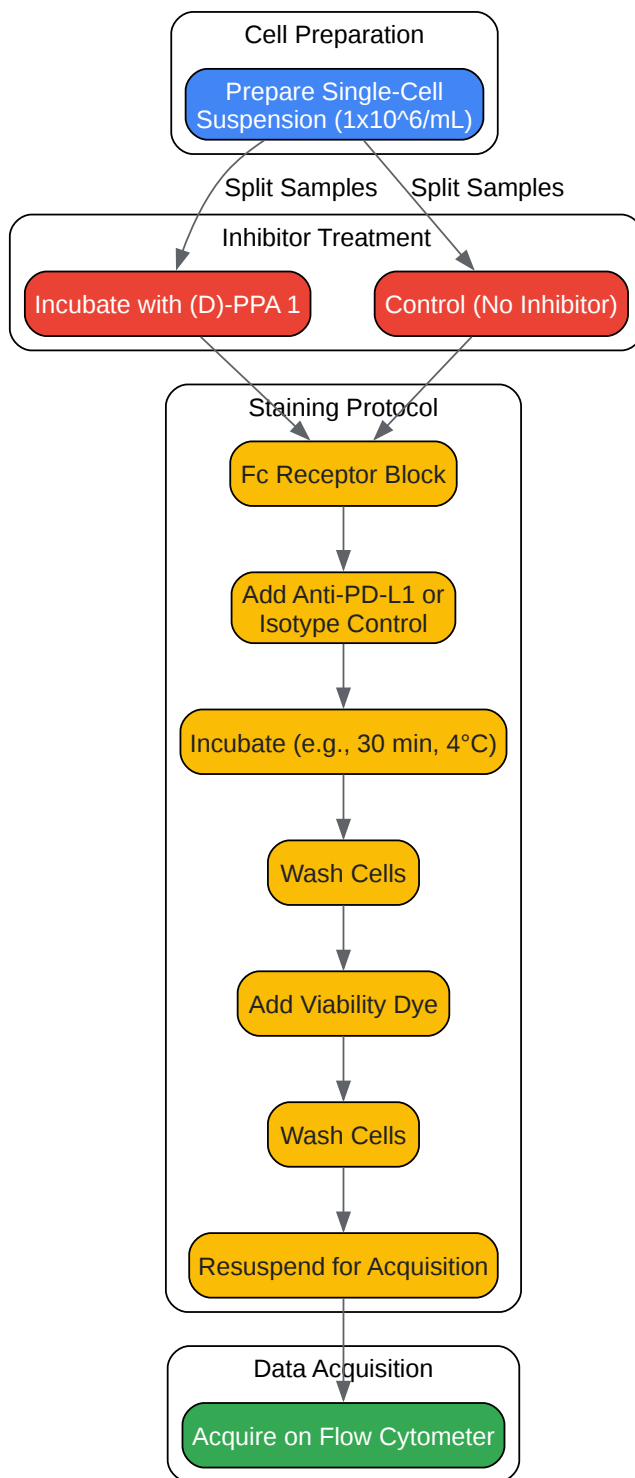 Cell Preparation
Prepare Single-Cell
Suspension (1x10^6/mL)
Split Samples
Split Samples
Inhibitor Treatment
Incubate with (D)-PPA 1
Control (No Inhibitor)
Staining Protocol
Fc Receptor Block
Add Anti-PD-L1 or
Isotype Control
Incubate (e.g., 30 min, 4°C)
Wash Cells
Add Viability Dye
Wash Cells
Resuspend for Acquisition
Data Acquisition
Acquire on Flow Cytometer